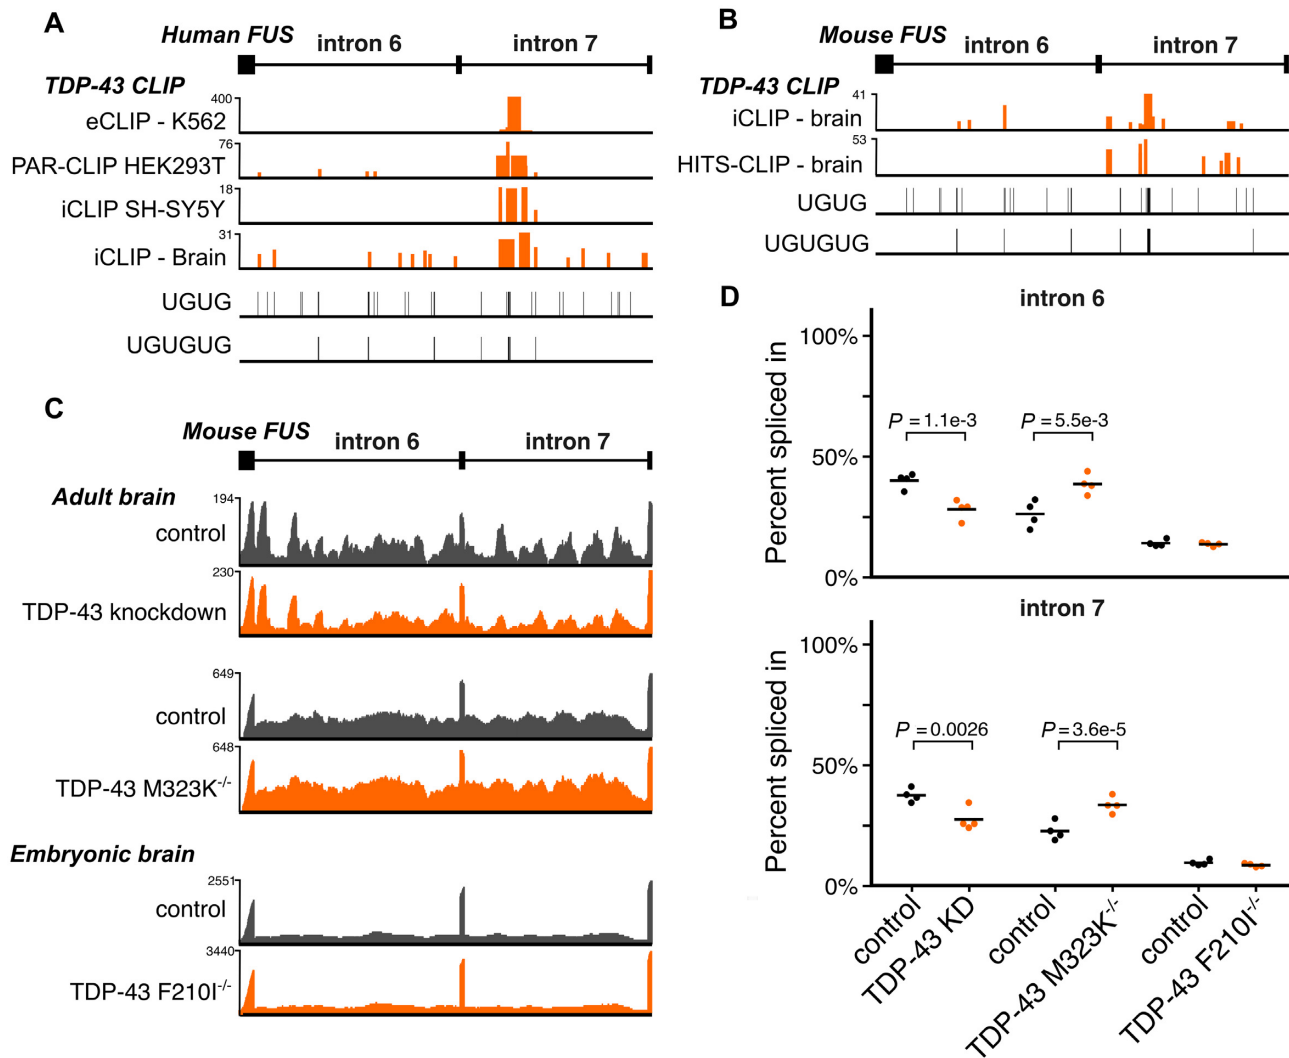 A
Human FUS
intron 6
intron 7
TDP-43 CLIP
400
eCLIP - K562
76
PAR-CLIP HEK293T
18
iCLIP SH-SY5Y
31
iCLIP - Brain
UGUG
UGUGUG
B
Mouse FUS
intron 6
intron 7
TDP-43 CLIP
41
iCLIP - brain
53
HITS-CLIP - brain
UGUG
UGUGUG
C
Mouse FUS
intron 6
intron 7
Adult brain
194
control
230
TDP-43 knockdown
649
control
648
TDP-43 M323K-/-
Embryonic brain
2551
control
3440
TDP-43 F210I-/-
D
intron 6
Percent spliced in
100%
50%
0%
P = 1.1e-3
P = 5.5e-3
intron 7
Percent spliced in
100%
50%
0%
P = 0.0026
P = 3.6e-5
control
TDP-43 KD
control
TDP-43 M323K-/-
control
TDP-43 F210I-/-